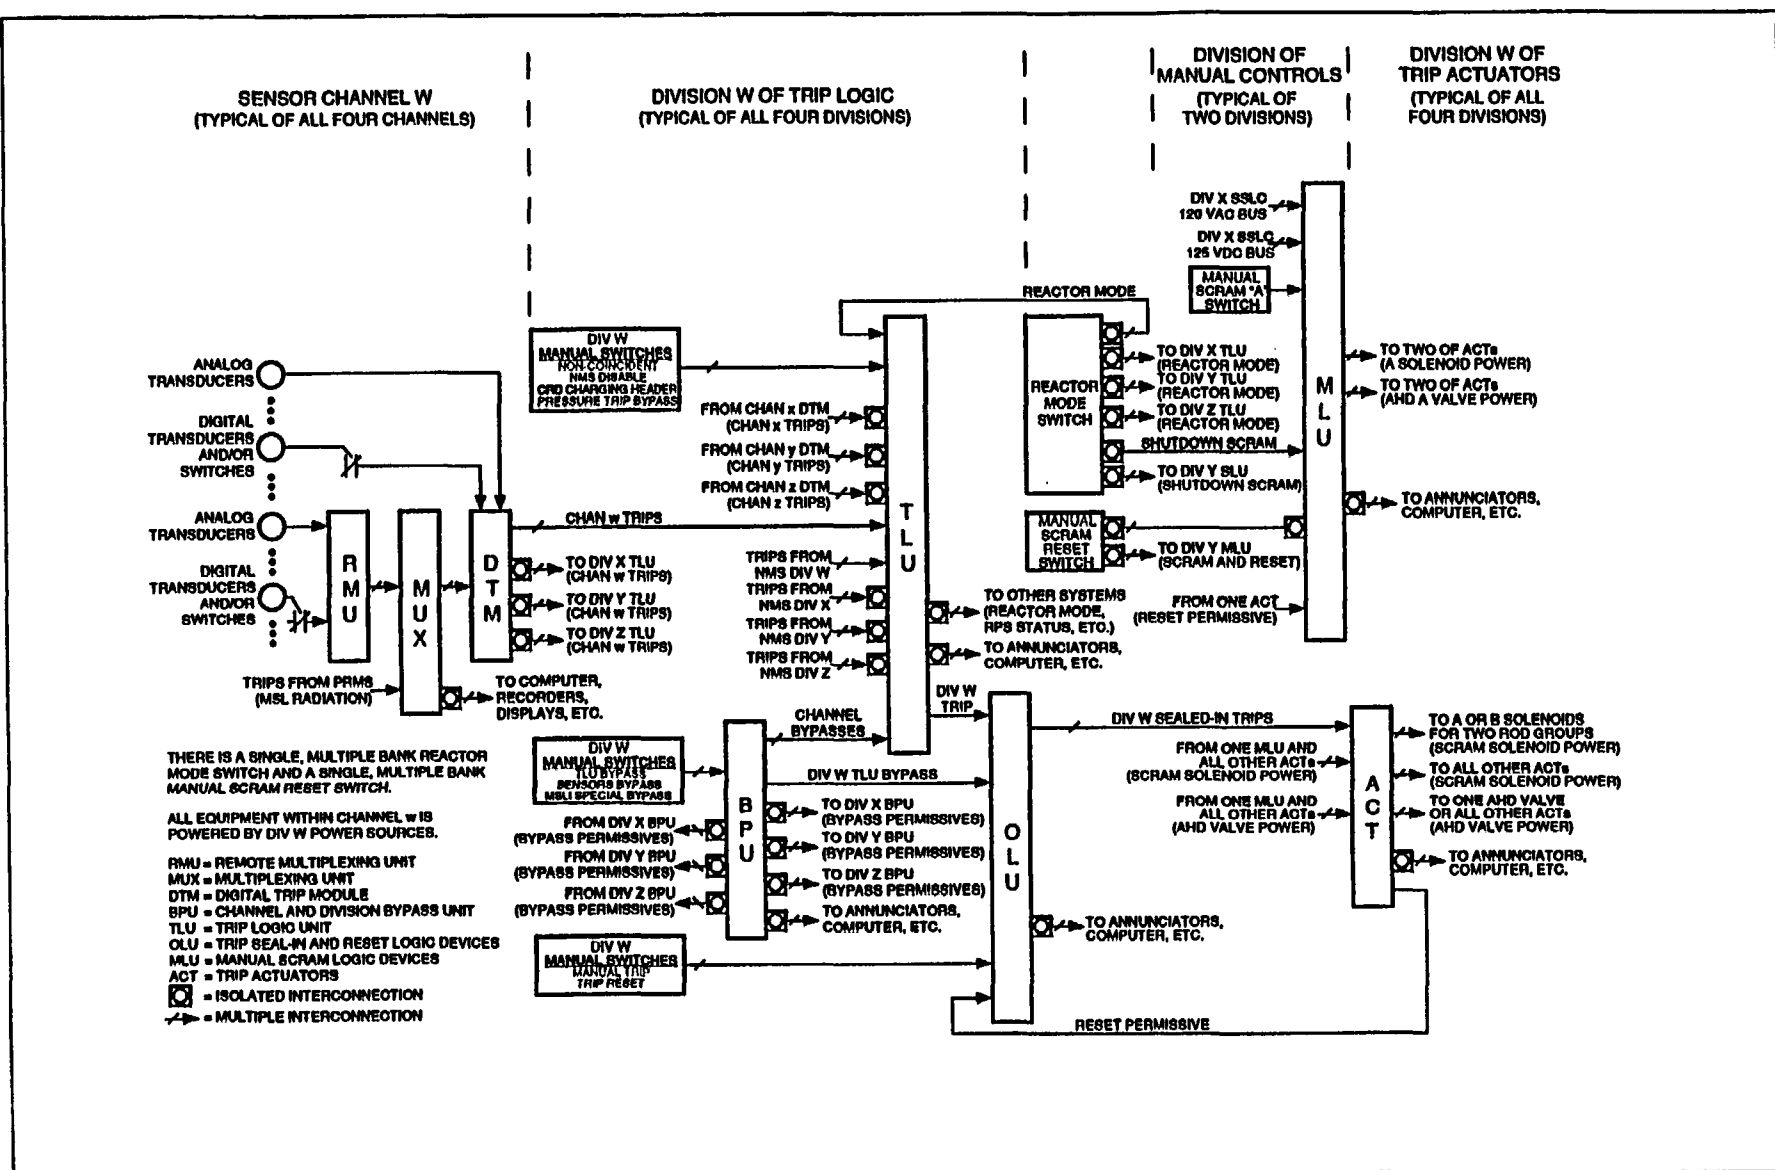 SENSOR CHANNEL W
(TYPICAL OF ALL FOUR CHANNELS)
DIVISION W OF TRIP LOGIC
(TYPICAL OF ALL FOUR DIVISIONS)
DIVISION OF
MANUAL CONTROLS
(TYPICAL OF
TWO DIVISIONS)
DIVISION W OF
TRIP ACTUATORS
(TYPICAL OF ALL
FOUR DIVISIONS)
ANALOG
TRANSDUCERS
DIGITAL
TRANSDUCERS
AND/OR
SWITCHES
ANALOG
TRANSDUCERS
DIGITAL
TRANSDUCERS
AND/OR
SWITCHES
RMU
MUX
DTM
TRIPS FROM PRMS
(MSL RADIATION)
TO COMPUTER,
RECORDERS,
DISPLAYS, ETC.
CHAN w TRIPS
TO DIV X TLU
(CHAN w TRIPS)
TO DIV Y TLU
(CHAN w TRIPS)
TO DIV Z TLU
(CHAN w TRIPS)
DIV W
MANUAL SWITCHES
NON-COINCIDENT
NMS DISABLE
CRD CHARGING HEADER
PRESSURE TRIP BYPASS
FROM CHAN x DTM
(CHAN x TRIPS)
FROM CHAN y DTM
(CHAN y TRIPS)
FROM CHAN z DTM
(CHAN z TRIPS)
TRIPS FROM
NMS DIV W
TRIPS FROM
NMS DIV X
TRIPS FROM
NMS DIV Y
TRIPS FROM
NMS DIV Z
TLU
REACTOR MODE
TO OTHER SYSTEMS
(REACTOR MODE,
RPS STATUS, ETC.)
TO ANNUNCIATORS,
COMPUTER, ETC.
REACTOR
MODE
SWITCH
TO DIV X TLU
(REACTOR MODE)
TO DIV Y TLU
(REACTOR MODE)
TO DIV Z TLU
(REACTOR MODE)
SHUTDOWN SCRAM
TO DIV Y SLU
(SHUTDOWN SCRAM)
MANUAL
SCRAM
RESET
SWITCH
TO DIV Y MLU
(SCRAM AND RESET)
FROM ONE ACT
(RESET PERMISSIVE)
DIV X SSLC
120 VAC BUS
DIV X SSLC
125 VDC BUS
MANUAL
SCRAM "A"
SWITCH
MLU
TO TWO OF ACTs
(A SOLENOID POWER)
TO TWO OF ACTs
(AHD A VALVE POWER)
TO ANNUNCIATORS,
COMPUTER, ETC.
DIV W
MANUAL SWITCHES
TLU BYPASS
SENSORS BYPASS
MSLI SPECIAL BYPASS
CHANNEL
BYPASSES
DIV W
TRIP
DIV W TLU BYPASS
BPU
FROM DIV X BPU
(BYPASS PERMISSIVES)
FROM DIV Y BPU
(BYPASS PERMISSIVES)
FROM DIV Z BPU
(BYPASS PERMISSIVES)
TO DIV X BPU
(BYPASS PERMISSIVES)
TO DIV Y BPU
(BYPASS PERMISSIVES)
TO DIV Z BPU
(BYPASS PERMISSIVES)
TO ANNUNCIATORS,
COMPUTER, ETC.
DIV W
MANUAL SWITCHES
MANUAL TRIP
TRIP RESET
OLU
DIV W SEALED-IN TRIPS
FROM ONE MLU AND
ALL OTHER ACTs
(SCRAM SOLENOID POWER)
FROM ONE MLU AND
ALL OTHER ACTs
(AHD VALVE POWER)
TO ANNUNCIATORS,
COMPUTER, ETC.
RESET PERMISSIVE
ACT
TO A OR B SOLENOIDS
FOR TWO ROD GROUPS
(SCRAM SOLENOID POWER)
TO ALL OTHER ACTs
(SCRAM SOLENOID POWER)
TO ONE AHD VALVE
OR ALL OTHER ACTs
(AHD VALVE POWER)
TO ANNUNCIATORS,
COMPUTER, ETC.
THERE IS A SINGLE, MULTIPLE BANK REACTOR
MODE SWITCH AND A SINGLE, MULTIPLE BANK
MANUAL SCRAM RESET SWITCH.
ALL EQUIPMENT WITHIN CHANNEL w IS
POWERED BY DIV W POWER SOURCES.
RMU = REMOTE MULTIPLEXING UNIT
MUX = MULTIPLEXING UNIT
DTM = DIGITAL TRIP MODULE
BPU = CHANNEL AND DIVISION BYPASS UNIT
TLU = TRIP LOGIC UNIT
OLU = TRIP SEAL-IN AND RESET LOGIC DEVICES
MLU = MANUAL SCRAM LOGIC DEVICES
ACT = TRIP ACTUATORS
= ISOLATED INTERCONNECTION
= MULTIPLE INTERCONNECTION